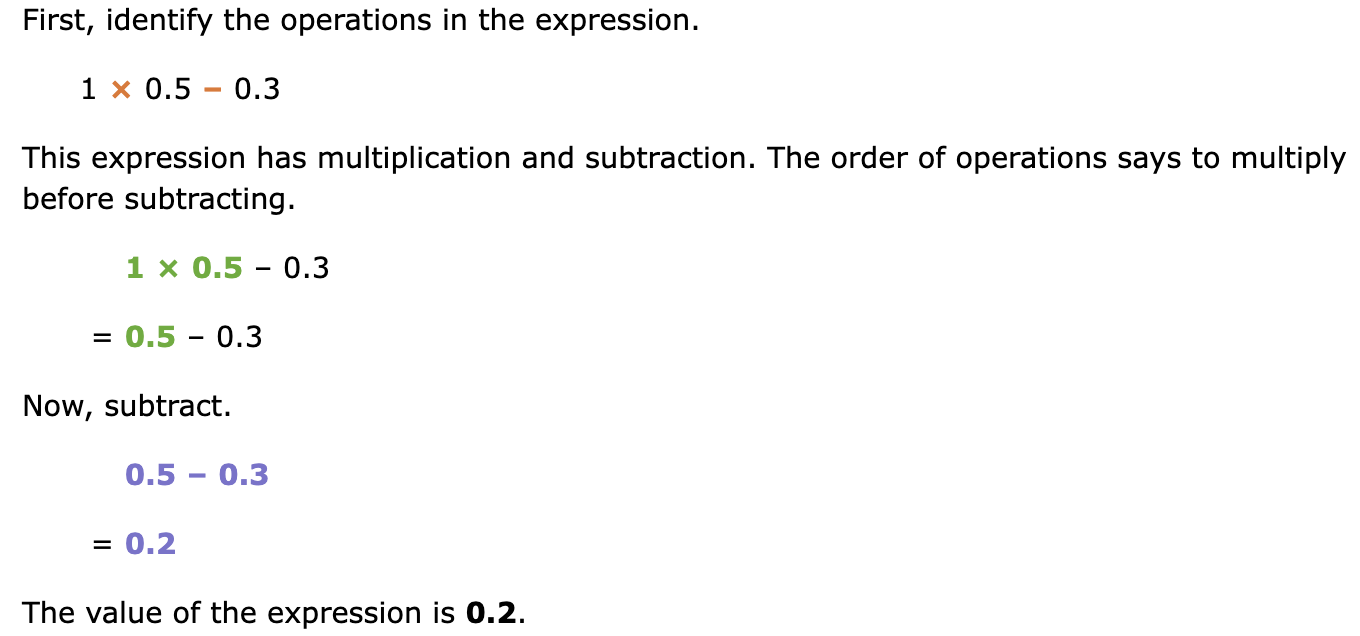 First, identify the operations in the expression.
1 × 0.5 – 0.3
This expression has multiplication and subtraction. The order of operations says to multiply
before subtracting.
1 × 0.5 – 0.3
= 0.5 – 0.3
Now, subtract.
0.5 – 0.3
= 0.2
The value of the expression is 0.2.